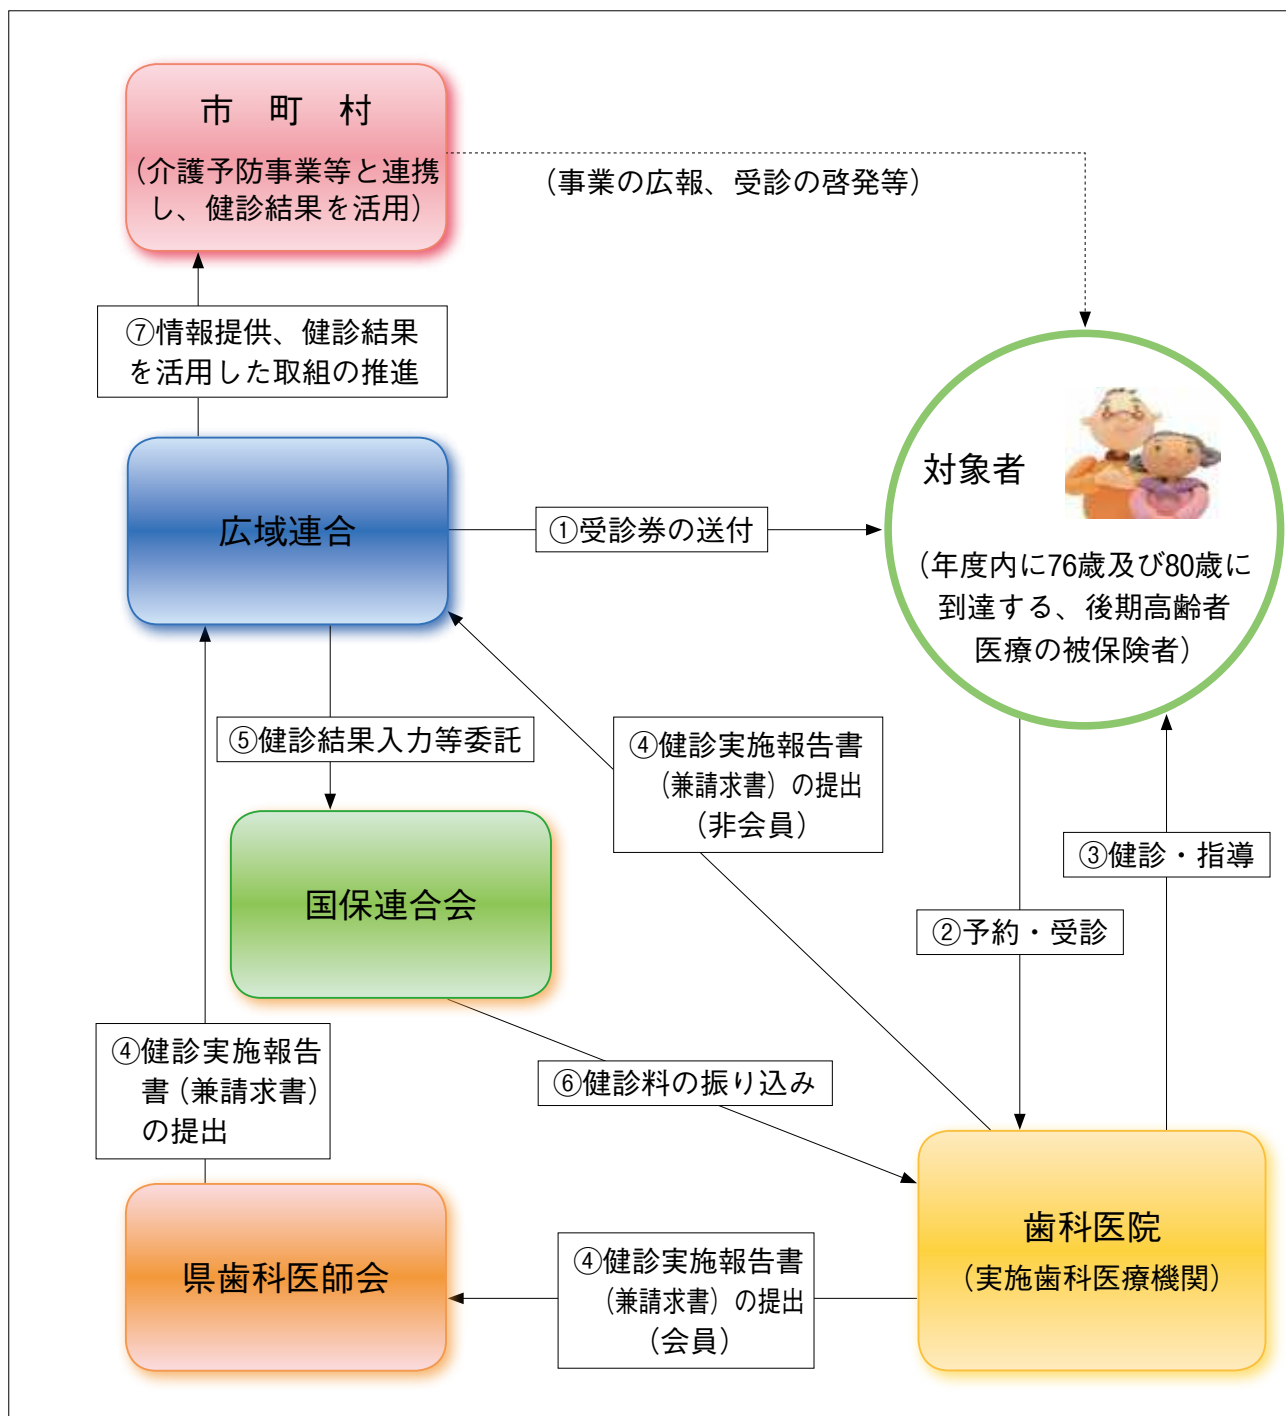 市　町　村
（介護予防事業等と連携
し、健診結果を活用）
（事業の広報、受診の啓発等）
⑦情報提供、健診結果
を活用した取組の推進
対象者
（年度内に76歳及び80歳に
到達する、後期高齢者
医療の被保険者）
広域連合
①受診券の送付
⑤健診結果入力等委託
④健診実施報告書
（兼請求書）の提出
（非会員）
③健診・指導
国保連合会
②予約・受診
④健診実施報告
書（兼請求書）
の提出
⑥健診料の振り込み
歯科医院
（実施歯科医療機関）
県歯科医師会
④健診実施報告書
（兼請求書）の提出
（会員）